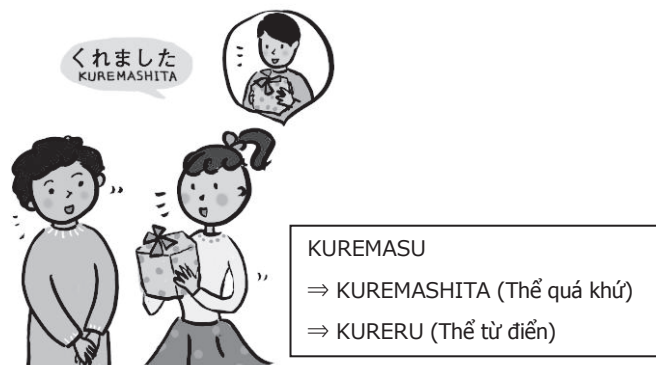 くれました
KUREMASHITA
KUREMASU
⇒ KUREMASHITA (Thể quá khứ)
⇒ KURERU (Thể từ điển)